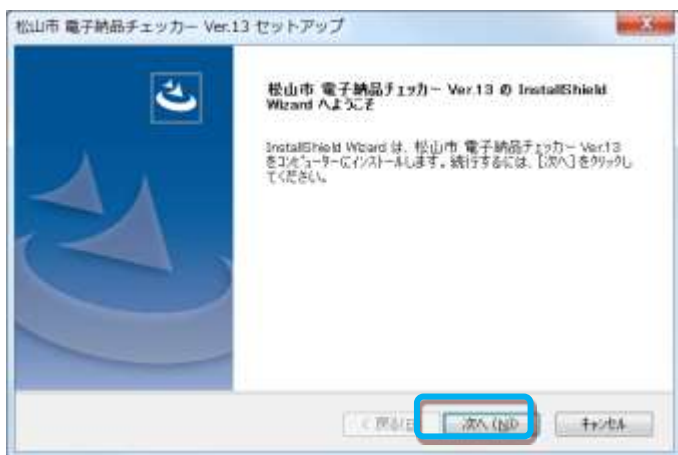 松山市 電子納品チェッカー Ver.13 セットアップ
松山市 電子納品チェッカー Ver.13 の InstallShield
Wizard へようこそ
InstallShield Wizard は、松山市 電子納品チェッカー Ver.13
をコンピューターにインストールします。続行するには、[次へ]をクリックし
てください。
< 戻る(B
次へ(N)
キャンセル